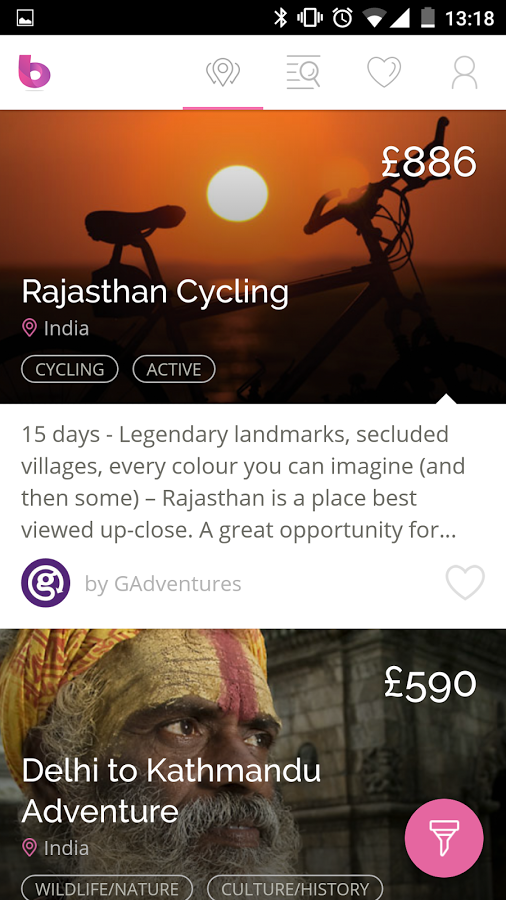 13:18
£886
Rajasthan Cycling
India
CYCLING ACTIVE
15 days - Legendary landmarks, secluded
villages, every colour you can imagine (and
then some) – Rajasthan is a place best
viewed up-close. A great opportunity for...
by GAdventures
£590
Delhi to Kathmandu
Adventure
India
WILDLIFE/NATURE CULTURE/HISTORY